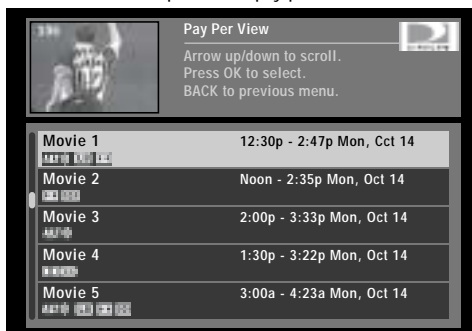 Pay Per View
Arrow up/down to scroll.
Press OK to select.
BACK to previous menu.
Movie 1 12:30p - 2:47p Mon, Cct 14
Movie 2 Noon - 2:35p Mon, Oct 14
Movie 3 2:00p - 3:33p Mon, Oct 14
Movie 4 1:30p - 3:22p Mon, Oct 14
Movie 5 3:00a - 4:23a Mon, Oct 14